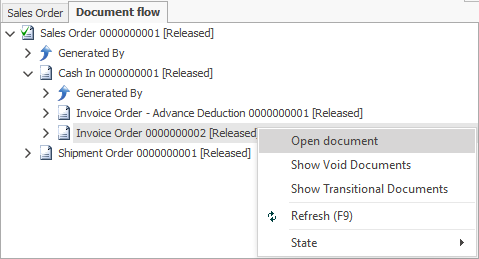 Sales Order
Document flow
Sales Order 0000000001 [Released]
Generated By
Cash In 0000000001 [Released]
Generated By
Invoice Order - Advance Deduction 0000000001 [Released]
Invoice Order 0000000002 [Released
Shipment Order 0000000001 [Released]
Open document
Show Void Documents
Show Transitional Documents
Refresh (F9)
State